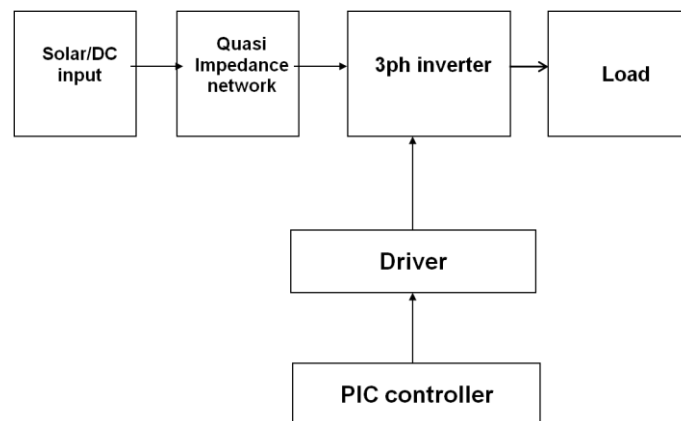 Solar/DC
input
Quasi
Impedance
network
3ph inverter
Load
Driver
PIC controller